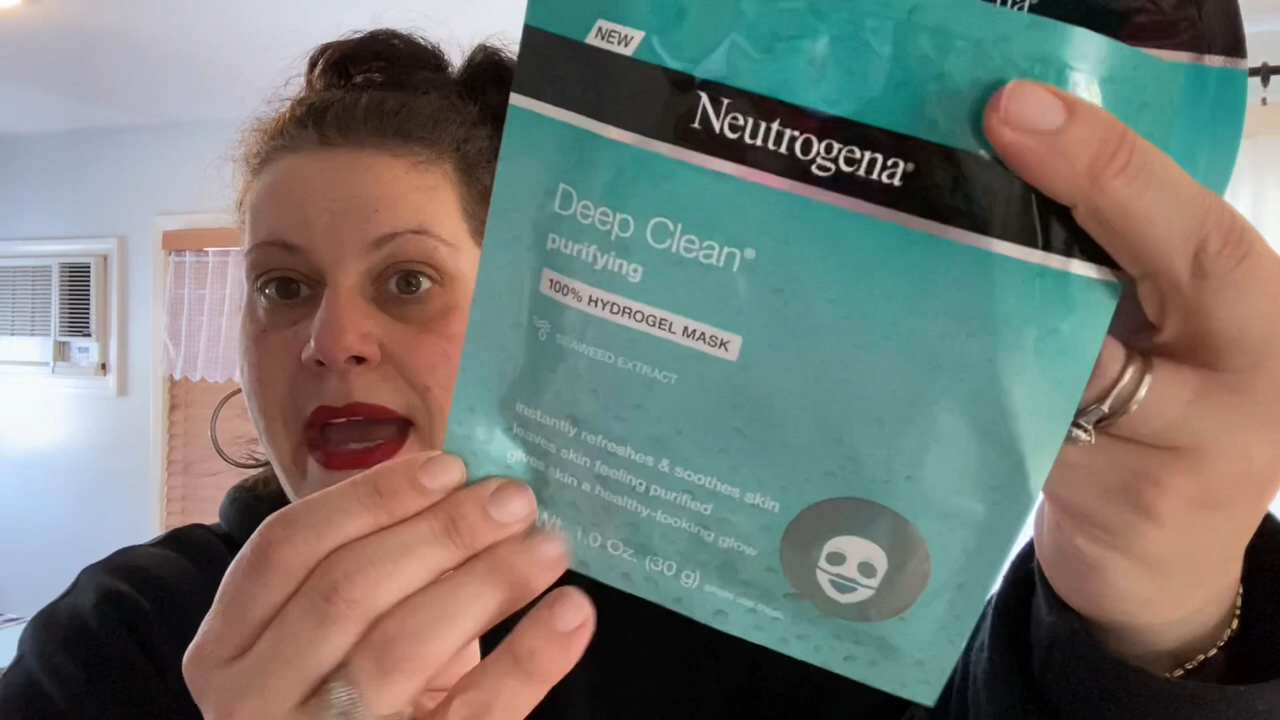 na®
NEW
Neutrogena®
Deep Clean®
purifying
100% HYDROGEL MASK
SEAWEED EXTRACT
instantly refreshes & soothes skin
leaves skin feeling purified
gives skin a healthy-looking glow
Wt. 1.0 Oz. (30 g)